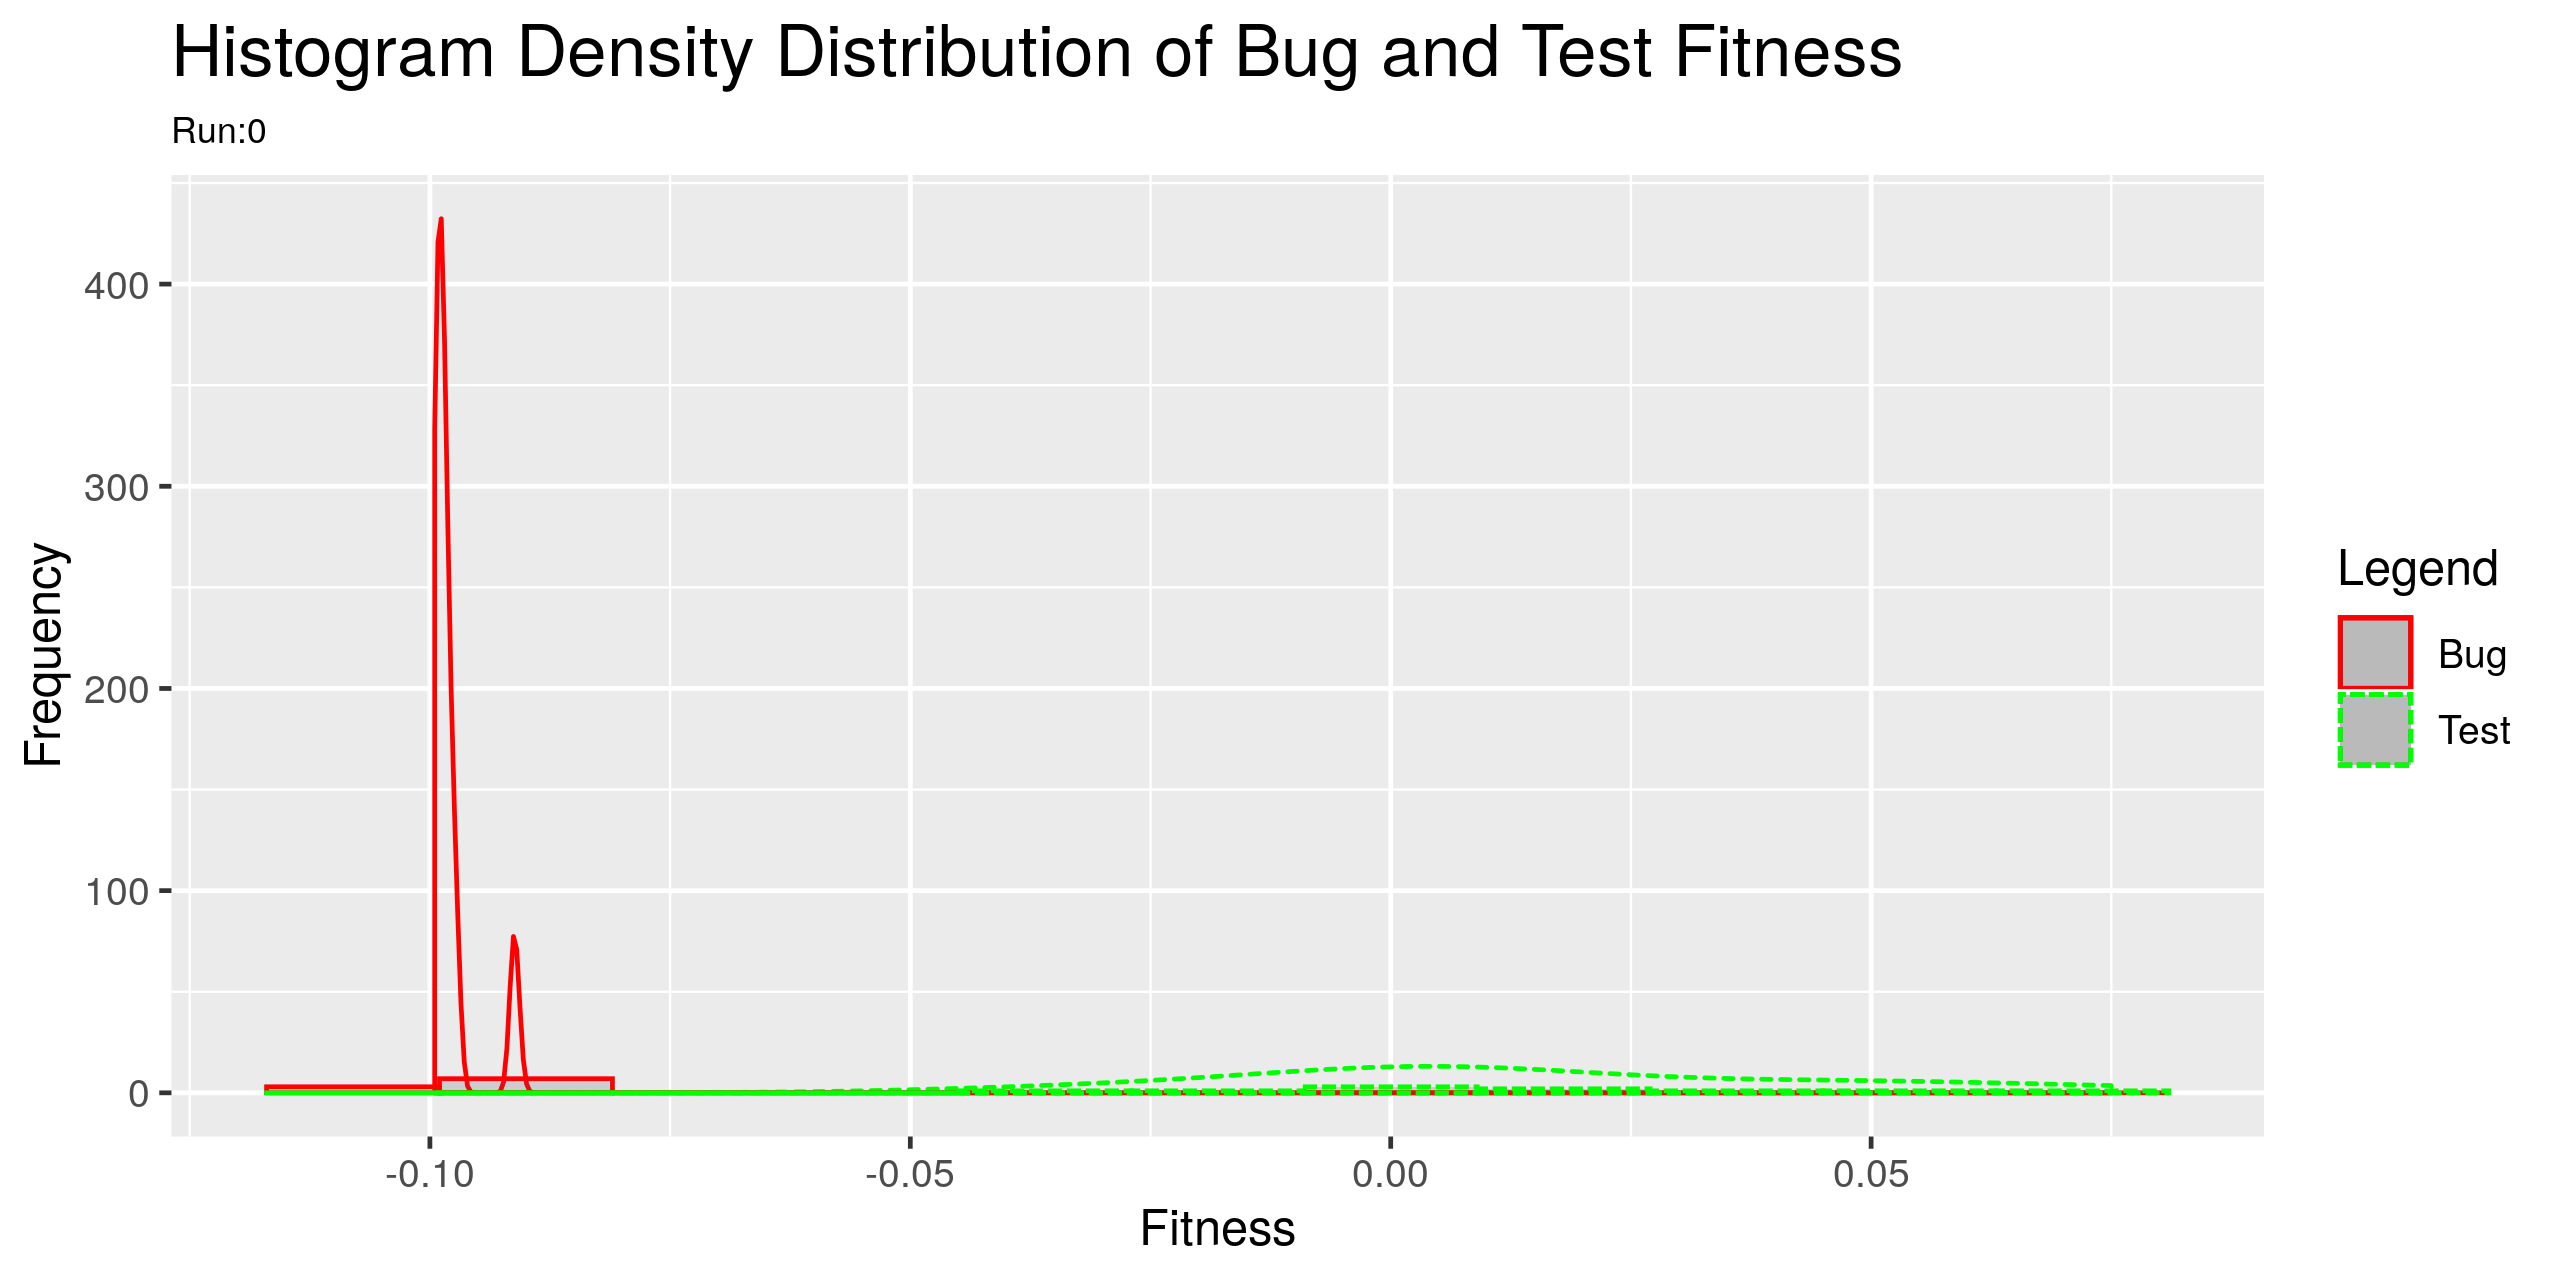 Histogram Density Distribution of Bug and Test Fitness
Run:0
Frequency
400
300
200
100
0
-0.10
-0.05
0.00
0.05
Fitness
Legend
Bug
Test